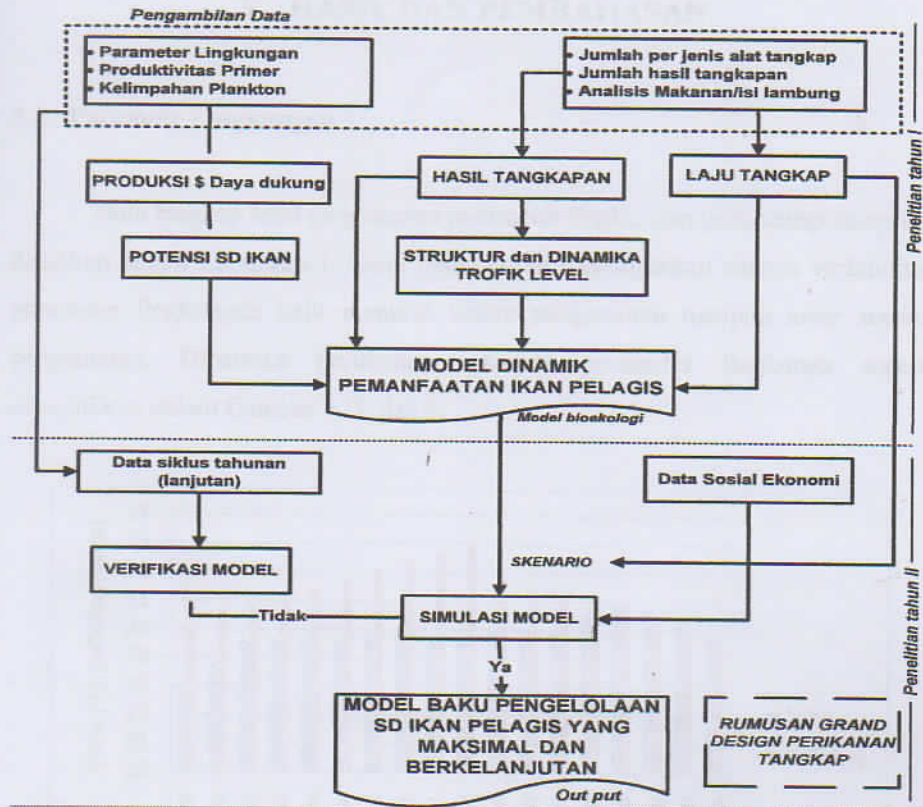 Pengambilan Data
• Parameter Lingkungan
• Produktivitas Primer
• Kelimpahan Plankton
• Jumlah per jenis alat tangkap
• Jumlah hasil tangkapan
• Analisis Makanan/isi lambung
PRODUKSI $ Daya dukung
HASIL TANGKAPAN
LAJU TANGKAP
POTENSI SD IKAN
STRUKTUR dan DINAMIKA
TROFIK LEVEL
MODEL DINAMIK
PEMANFAATAN IKAN PELAGIS
Model bioekologi
Penelitian tahun I
Data siklus tahunan
(lanjutan)
Data Sosial Ekonomi
VERIFIKASI MODEL
SKENARIO
Tidak
SIMULASI MODEL
Ya
MODEL BAKU PENGELOLAAN
SD IKAN PELAGIS YANG
MAKSIMAL DAN
BERKELANJUTAN
Out put
RUMUSAN GRAND
DESIGN PERIKANAN
TANGKAP
Penelitian tahun II